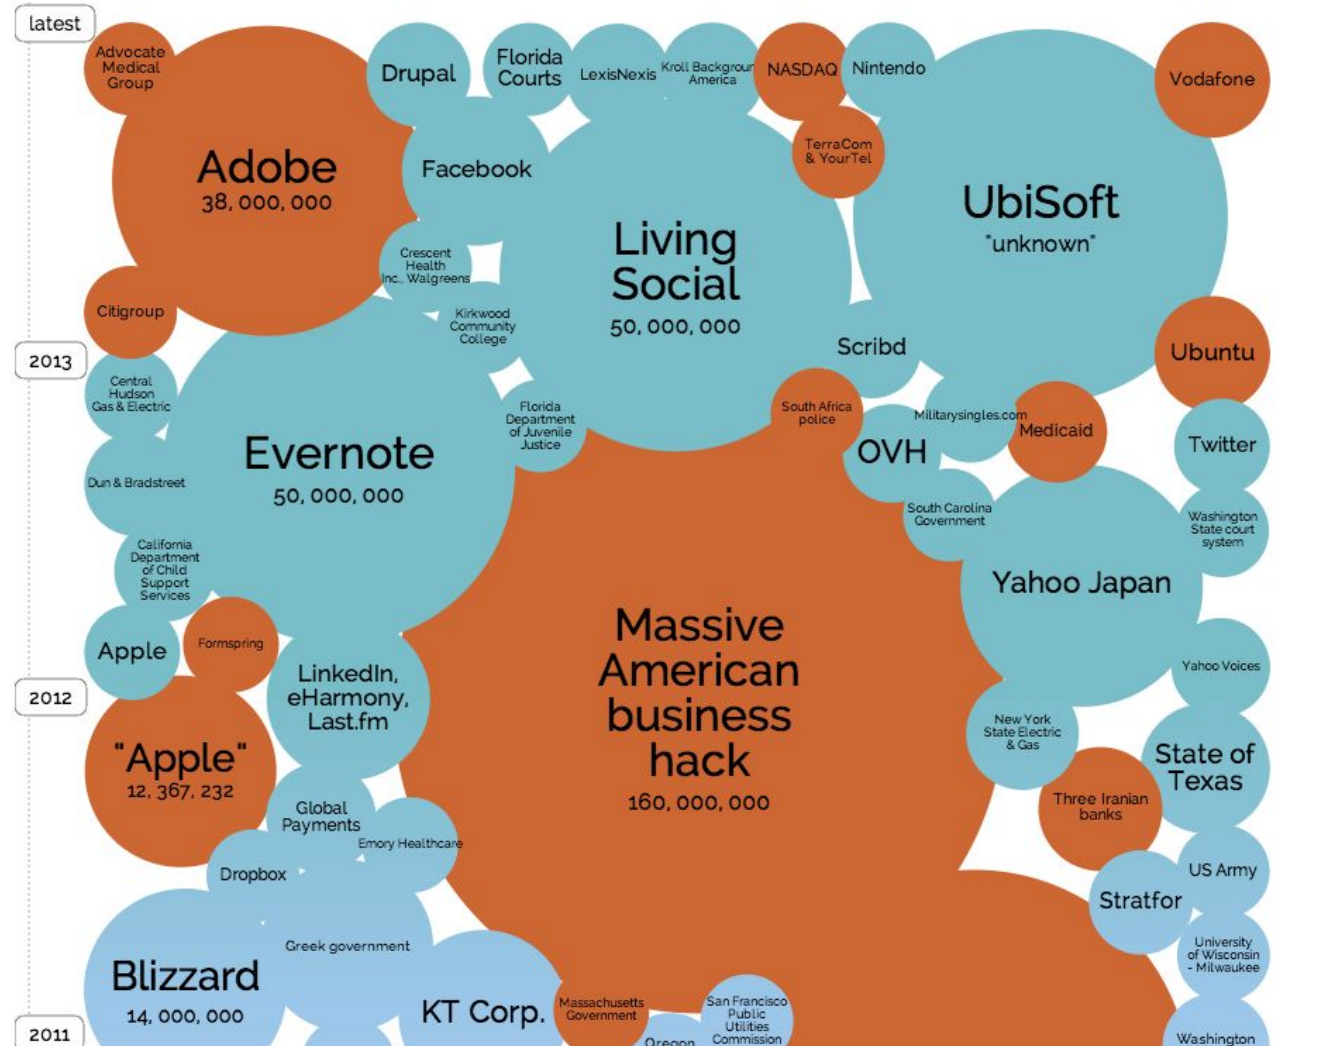 latest
Advocate
Medical
Group
Drupal
Florida
Courts
LexisNexis
Kroll Backgroun
America
NASDAQ
Nintendo
Vodafone
Adobe
38, 000, 000
Facebook
TerraCom
& YourTel
UbiSoft
"unknown"
Living
Social
50, 000, 000
Crescent
Health
Inc., Walgreens
Citigroup
Kirkwood
Community
College
Scribd
Ubuntu
2013
Central
Hudson
Gas & Electric
Evernote
50, 000, 000
Florida
Department
of Juvenile
Justice
South Africa
police
Militarysingles.com
Medicaid
OVH
Twitter
Dun & Bradstreet
South Carolina
Government
Washington
State court
system
California
Department
of Child
Support
Services
Yahoo Japan
Apple
Formspring
Massive
American
business
hack
160, 000, 000
Yahoo Voices
LinkedIn,
eHarmony,
Last.fm
2012
New York
State Electric
& Gas
"Apple"
12, 367, 232
State of
Texas
Global
Payments
Emory Healthcare
Three Iranian
banks
Dropbox
US Army
Stratfor
Greek government
University
of Wisconsin
- Milwaukee
Blizzard
14, 000, 000
KT Corp.
Massachusetts
Government
San Francisco
Public
Utilities
Commission
2011
Oregon
Washington